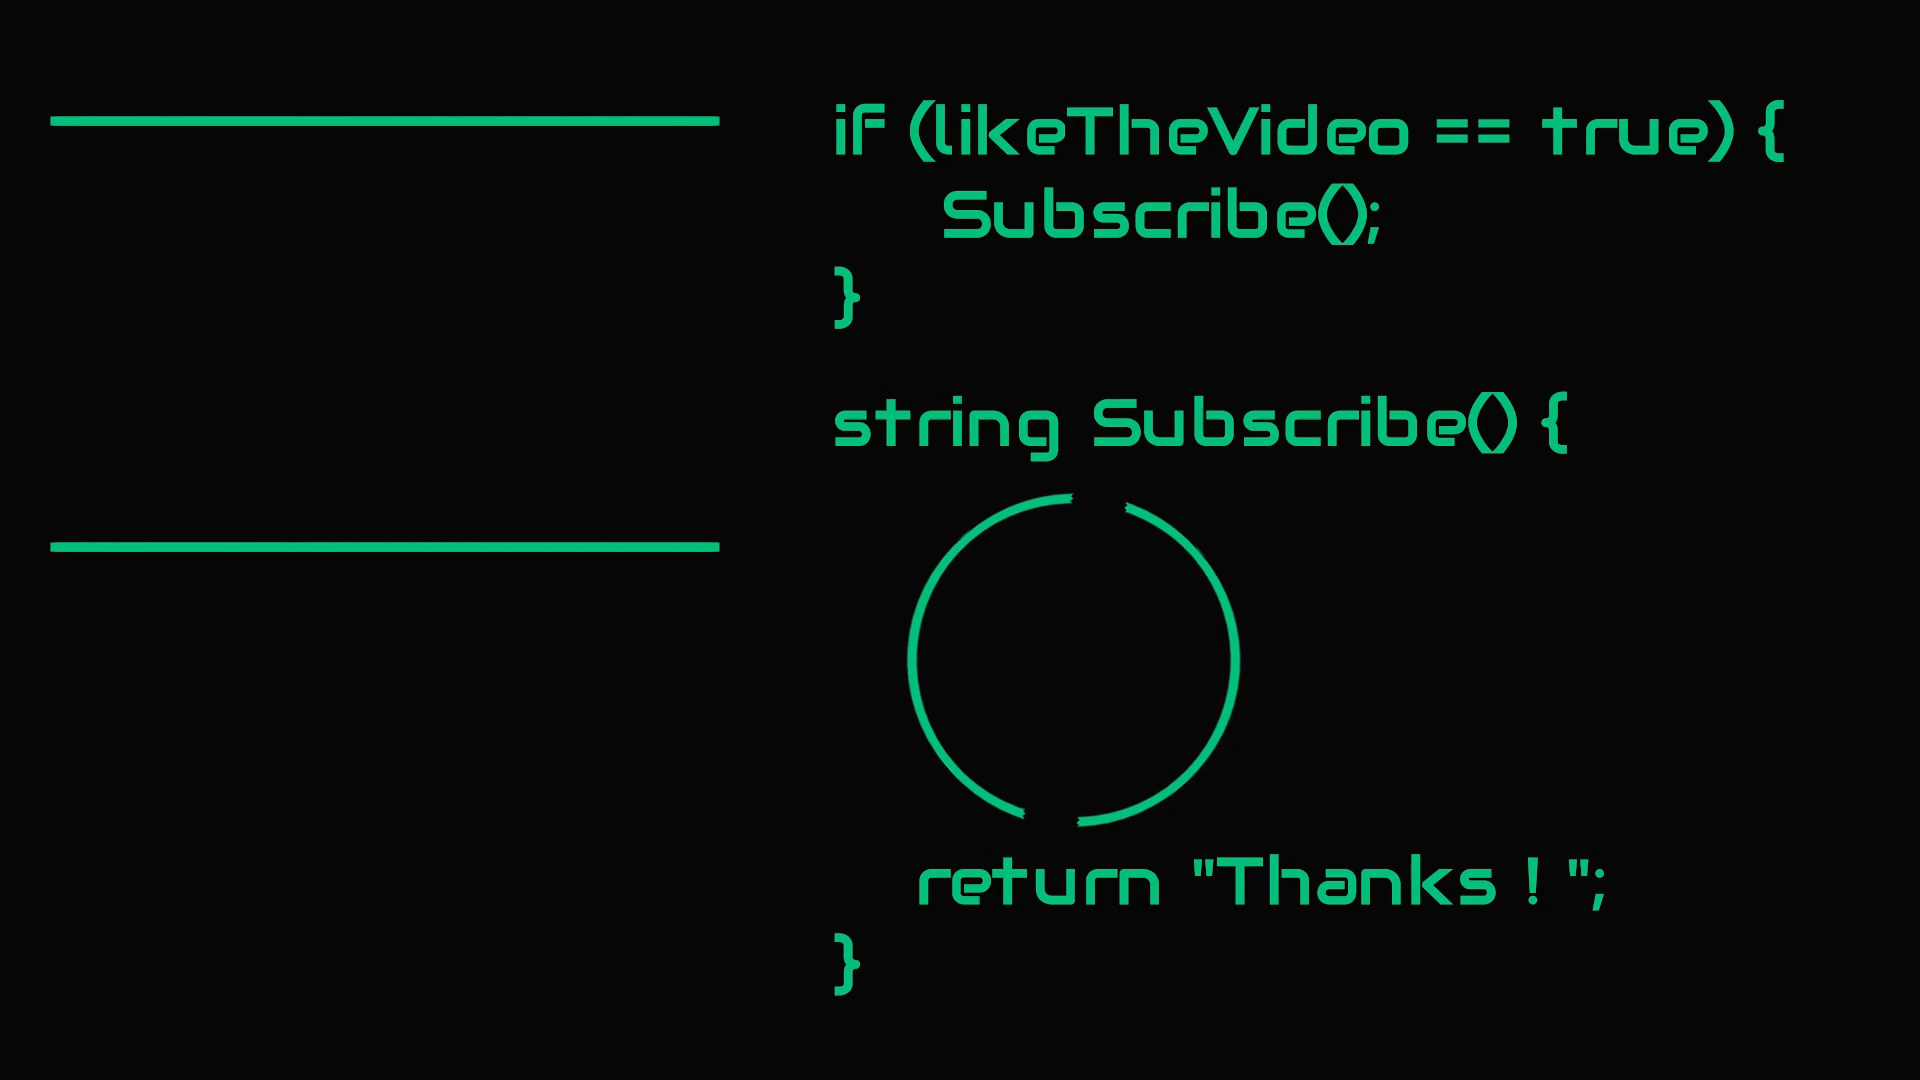 if (likeTheVideo == true) {
Subscribe();
}
string Subscribe() {
return "Thanks ! ";
}